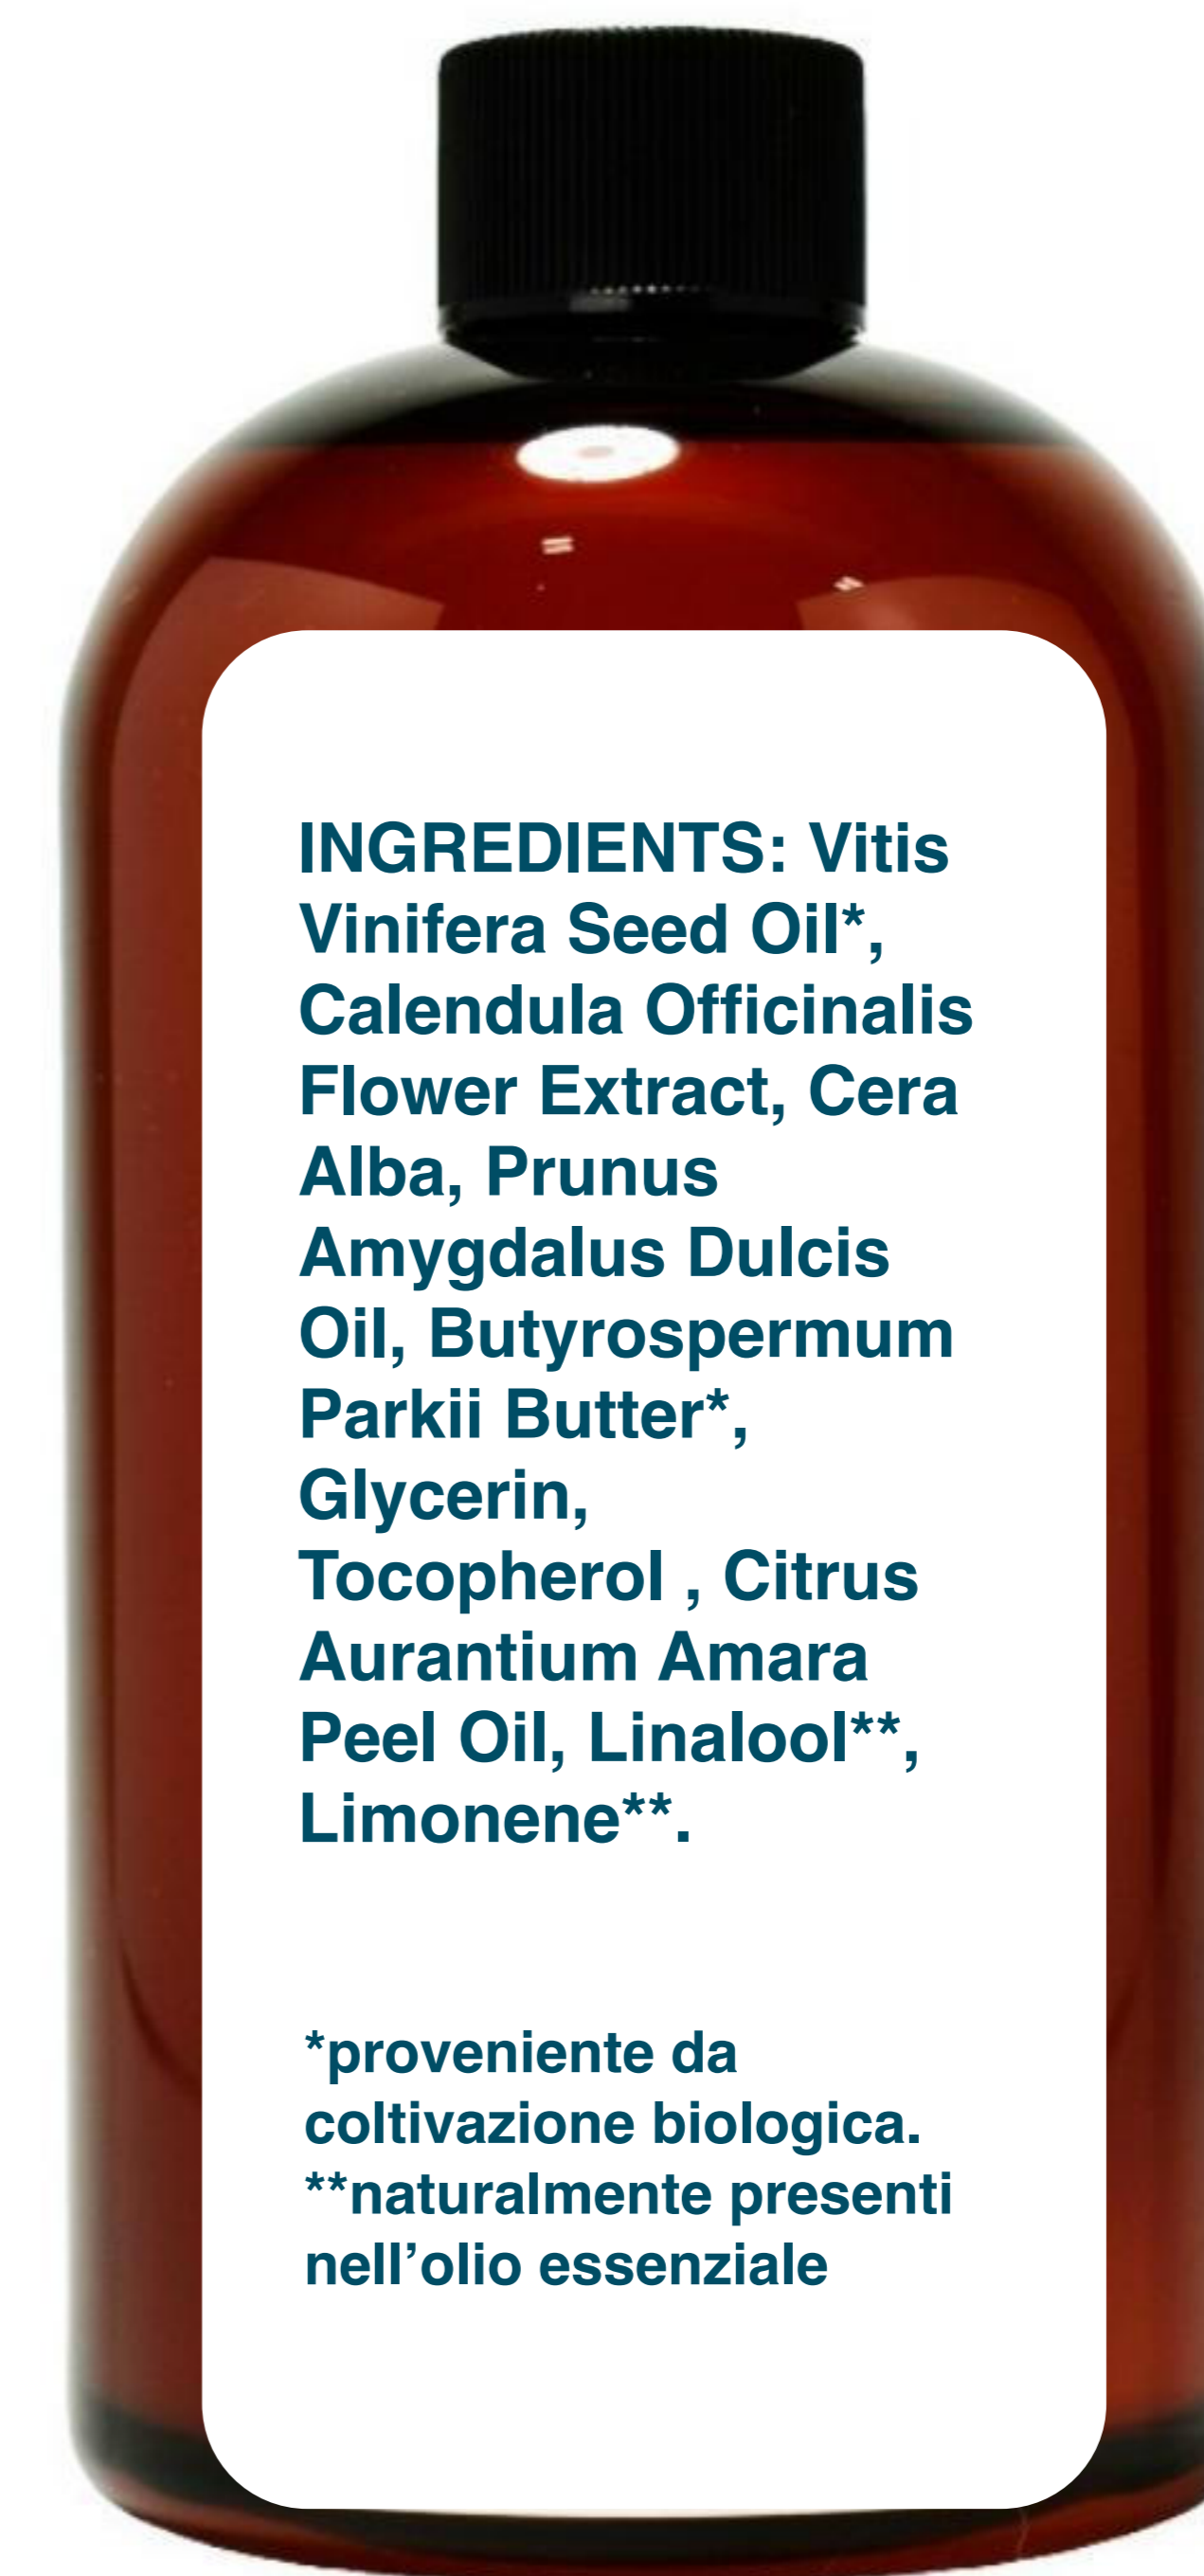 INGREDIENTS: Vitis
Vinifera Seed Oil*,
Calendula Officinalis
Flower Extract, Cera
Alba, Prunus
Amygdalus Dulcis
Oil, Butyrospermum
Parkii Butter*,
Glycerin,
Tocopherol , Citrus
Aurantium Amara
Peel Oil, Linalool**,
Limonene**.
*proveniente da
coltivazione biologica.
**naturalmente presenti
nell’olio essenziale